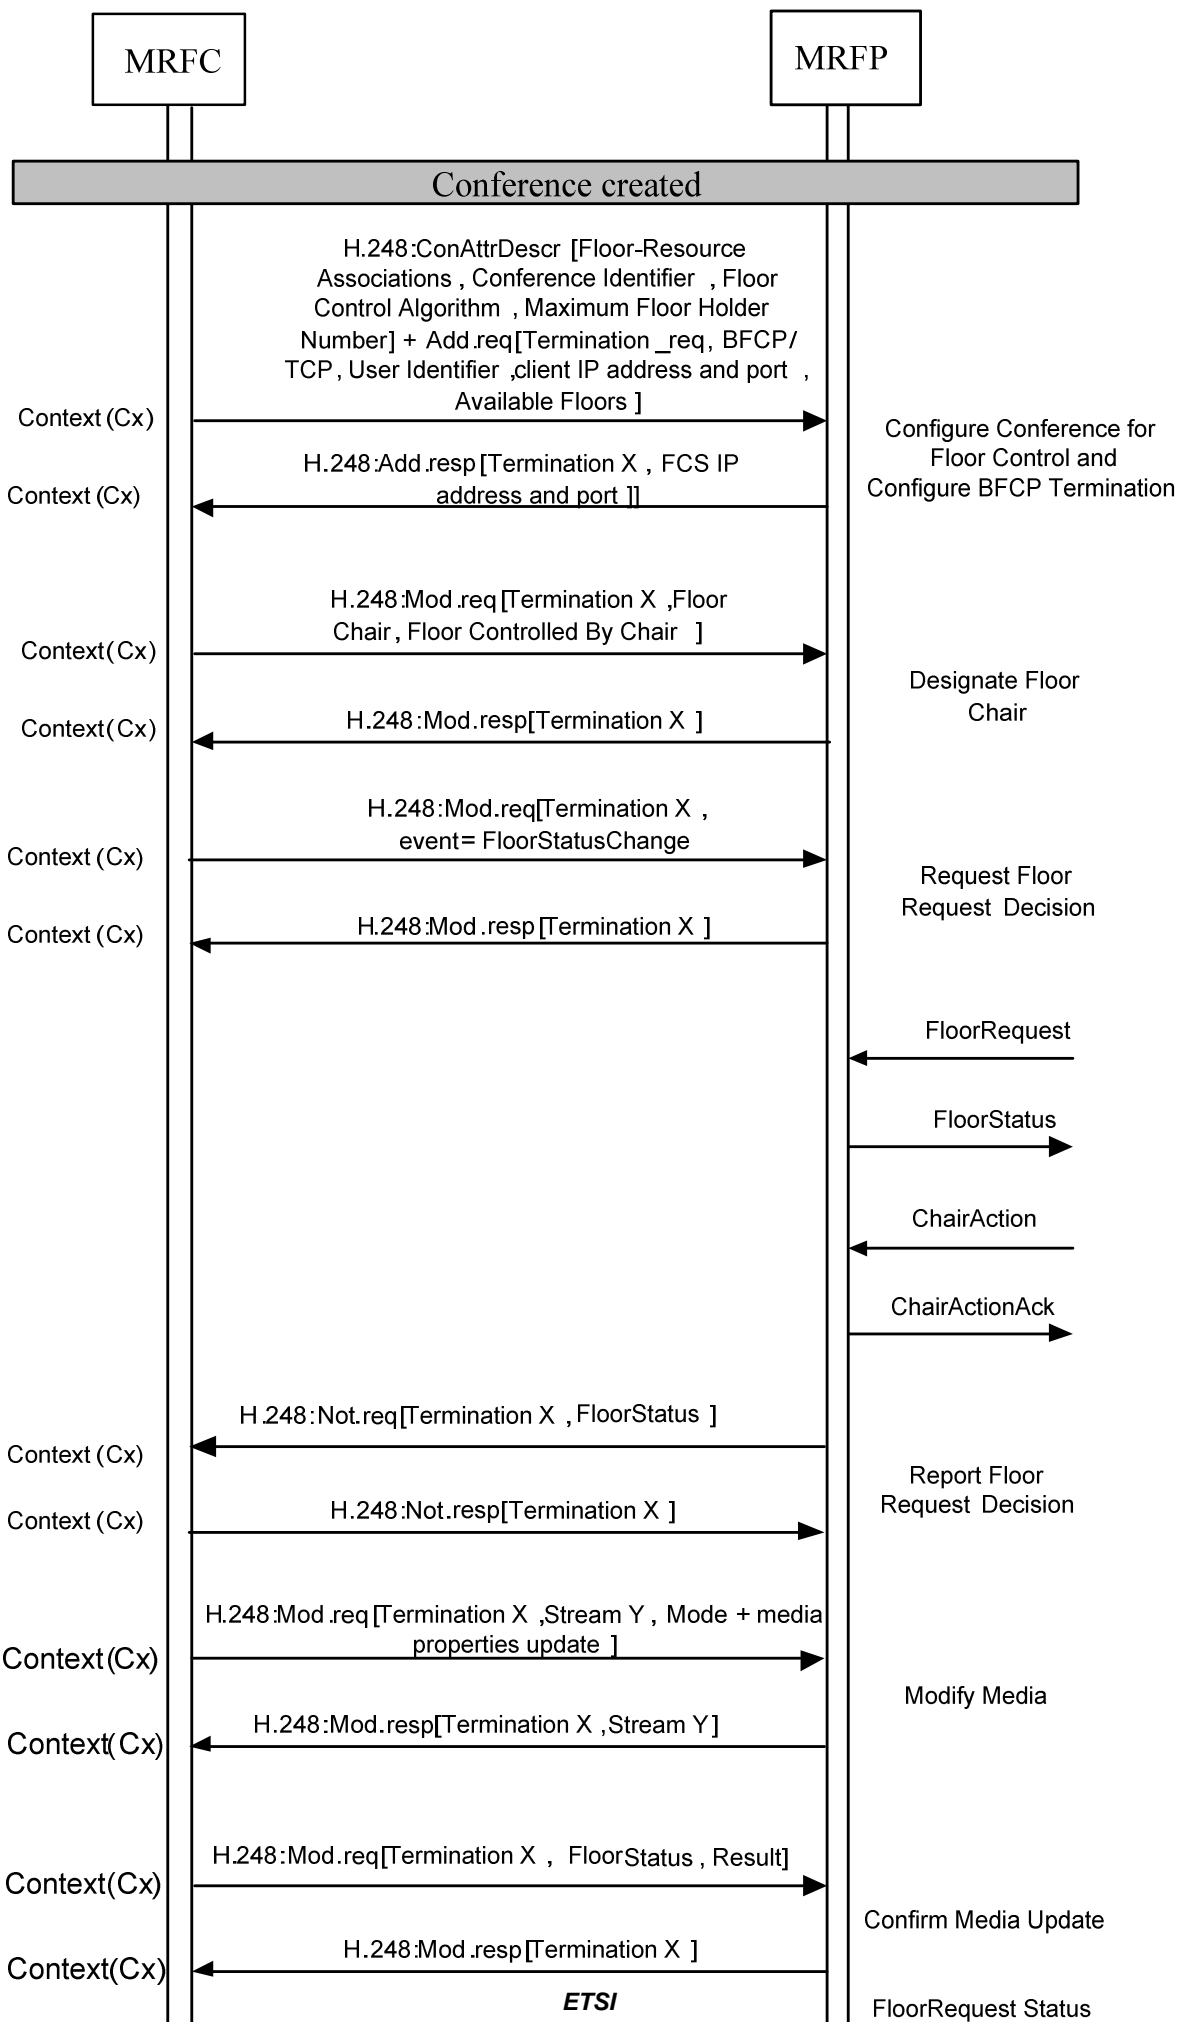 MRFC
MRFP
Conference created
H.248:ConAttrDescr [Floor-Resource
Associations , Conference Identifier , Floor
Control Algorithm , Maximum Floor Holder
Number] + Add.req[Termination _req, BFCP/
TCP, User Identifier ,client IP address and port ,
Available Floors ]
Context (Cx)
Configure Conference for
Floor Control and
Configure BFCP Termination
H.248:Add.resp[Termination X , FCS IP
address and port ]]
Context (Cx)
H.248:Mod.req[Termination X ,Floor
Chair, Floor Controlled By Chair ]
Context(Cx)
Designate Floor
Chair
H.248:Mod.resp[Termination X ]
Context(Cx)
H.248:Mod.req[Termination X ,
event= FloorStatusChange
Context (Cx)
Request Floor
Request Decision
H.248:Mod.resp[Termination X ]
Context (Cx)
FloorRequest
FloorStatus
ChairAction
ChairActionAck
H.248:Not.req[Termination X , FloorStatus ]
Context (Cx)
Report Floor
Request Decision
H.248:Not.resp[Termination X ]
Context (Cx)
H.248:Mod.req[Termination X ,Stream Y , Mode + media
properties update ]
Context(Cx)
Modify Media
H.248:Mod.resp[Termination X ,Stream Y]
Context(Cx)
H.248:Mod.req[Termination X , FloorStatus , Result]
Context(Cx)
Confirm Media Update
H.248:Mod.resp[Termination X ]
Context(Cx)
ETSI
FloorRequest Status